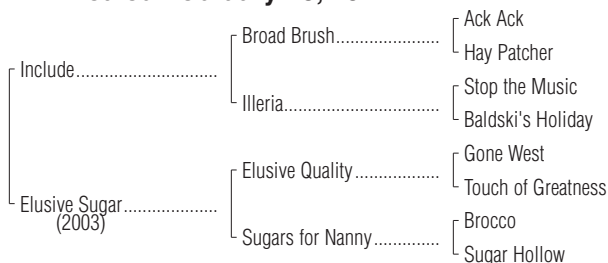 Broad Brush
Ack Ack
Hay Patcher
Include
Illeria
Stop the Music
Baldski's Holiday
Elusive Sugar
(2003)
Elusive Quality
Gone West
Touch of Greatness
Sugars for Nanny
Brocco
Sugar Hollow